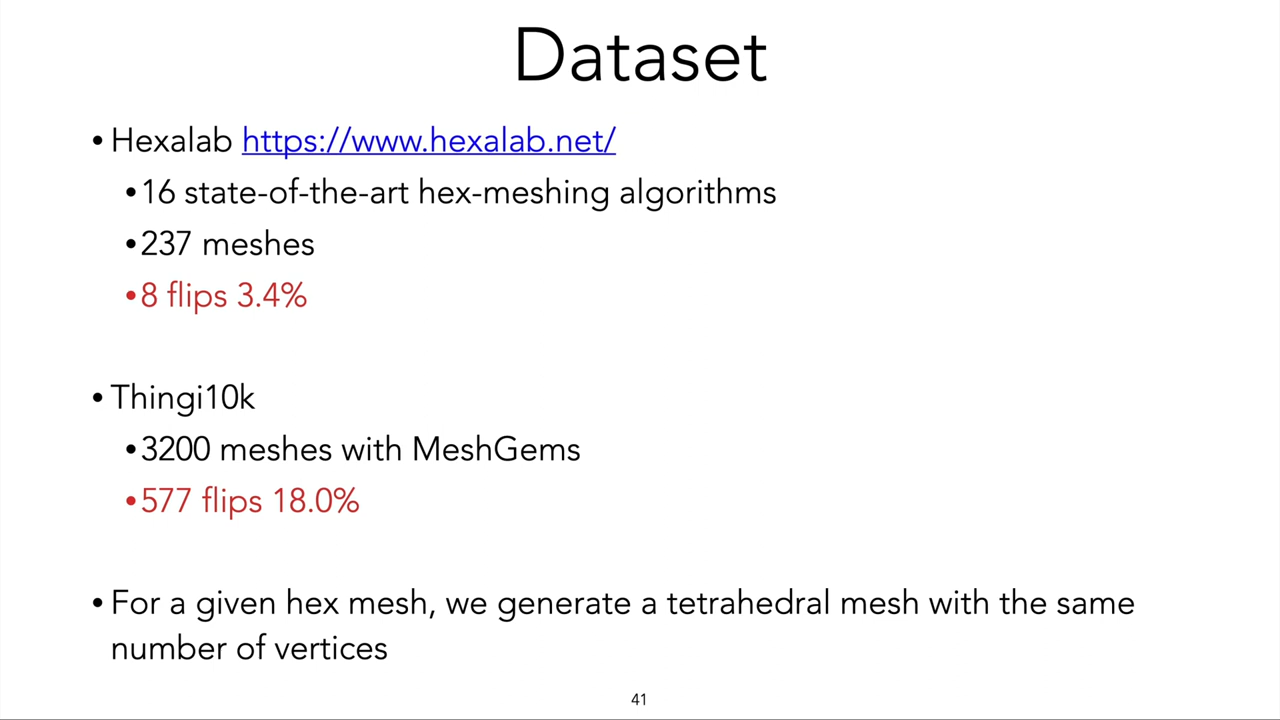 Dataset
• Hexalab https://www.hexalab.net/
• 16 state-of-the-art hex-meshing algorithms
• 237 meshes
• 8 flips 3.4%
• Thingi10k
• 3200 meshes with MeshGems
• 577 flips 18.0%
• For a given hex mesh, we generate a tetrahedral mesh with the same
number of vertices
41